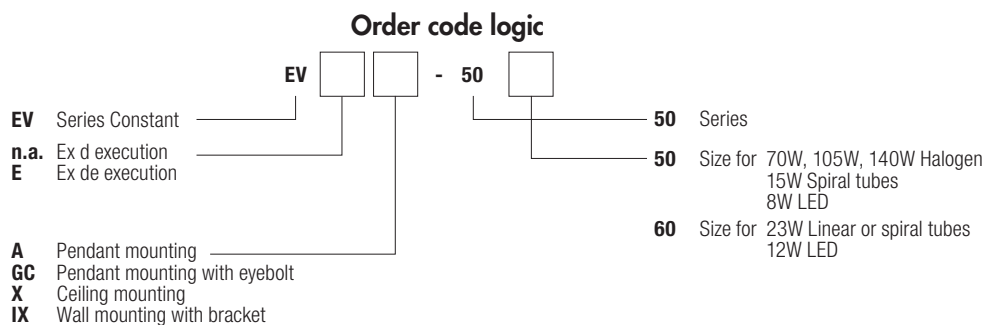 Order code logic
EV - 50
EV Series Constant
n.a. Ex d execution
E Ex de execution
A Pendant mounting
GC Pendant mounting with eyebolt
X Ceiling mounting
IX Wall mounting with bracket
50 Series
50 Size for 70W, 105W, 140W Halogen
15W Spiral tubes
8W LED
60 Size for 23W Linear or spiral tubes
12W LED